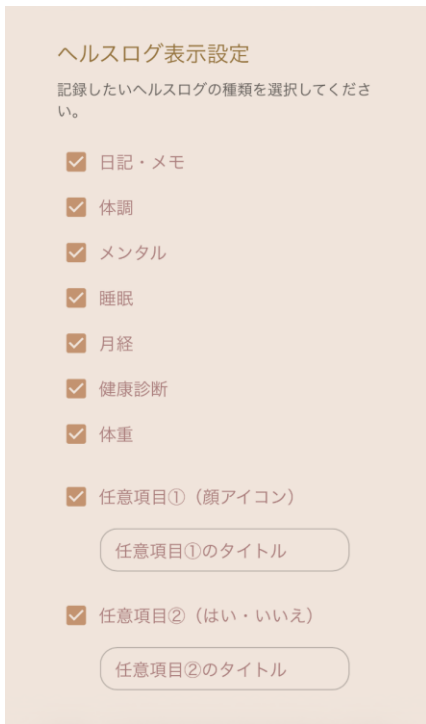 ヘルスログ表示設定
記録したいヘルスログの種類を選択してくださ
い。
日記・メモ
体調
メンタル
睡眠
月経
健康診断
体重
任意項目①（顔アイコン）
任意項目①のタイトル
任意項目②（はい・いいえ）
任意項目②のタイトル